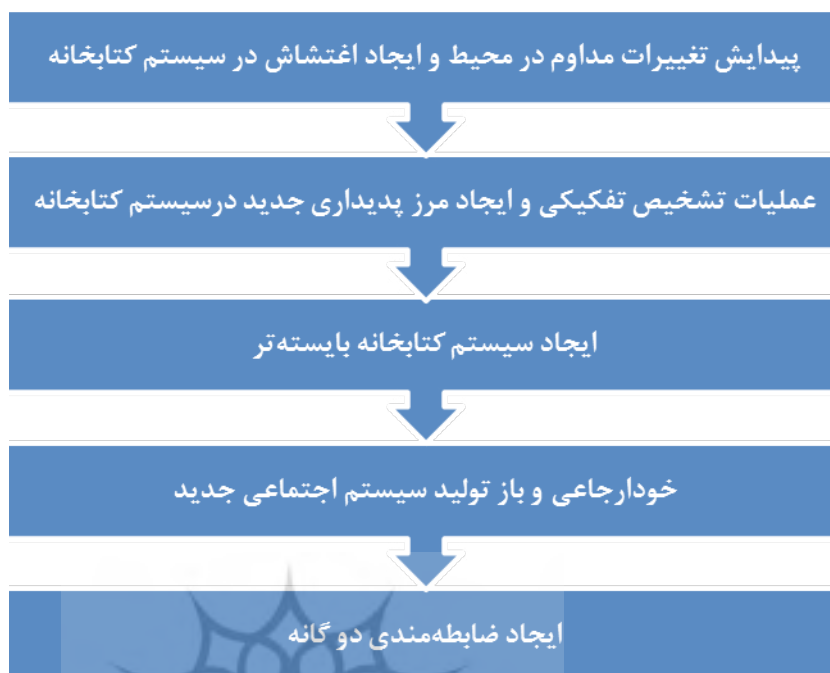 پیدایش تغییرات مداوم در محیط و ایجاد اغتشاش در سیستم کتابخانه
عملیات تشخیص تفکیکی و ایجاد مرز پدیداری جدید درسیستم کتابخانه
ایجاد سیستم کتابخانه بایسته‌تر
خودارجاعی و باز تولید سیستم اجتماعی جدید
ایجاد ضابطه‌مندی دو گانه